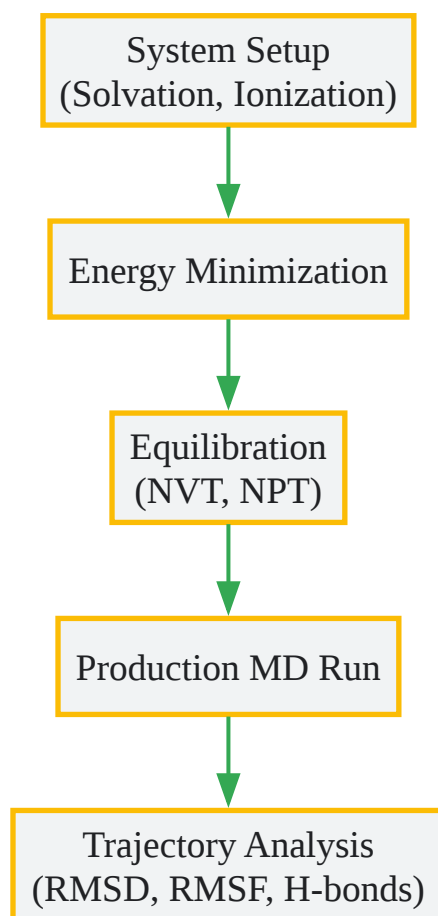 System Setup
(Solvation, Ionization)
Energy Minimization
Equilibration
(NVT, NPT)
Production MD Run
Trajectory Analysis
(RMSD, RMSF, H-bonds)